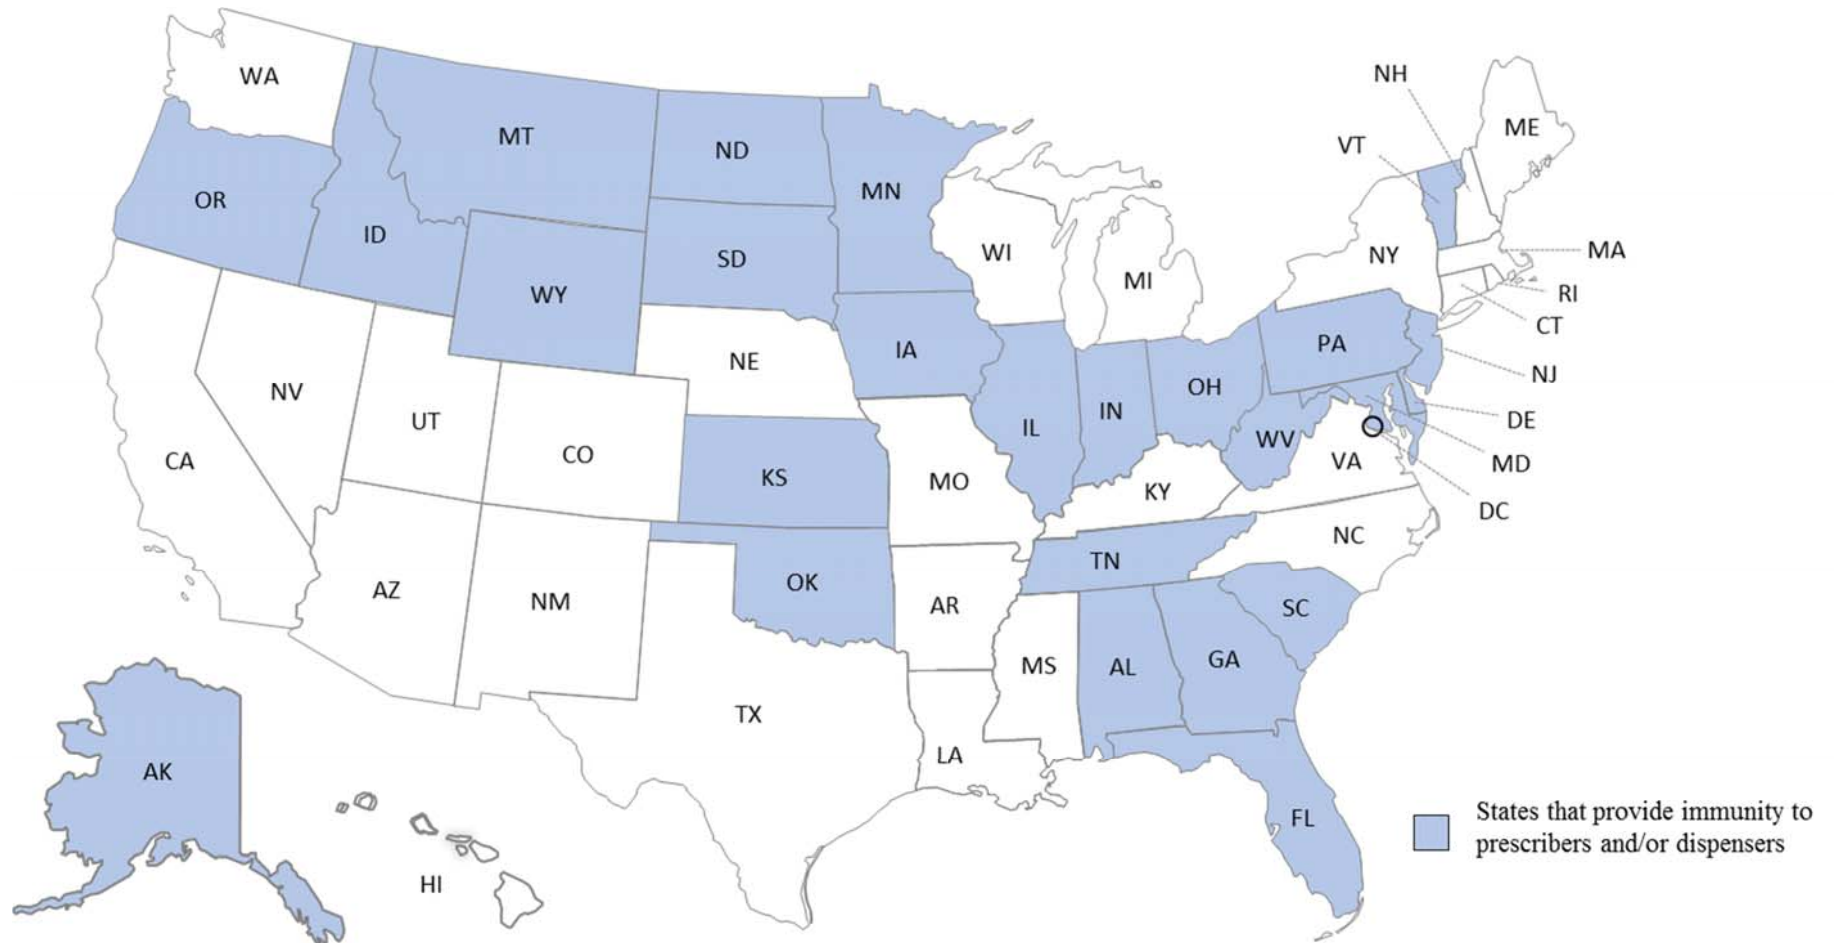 WA
MT
ND
MN
OR
ID
WY
SD
WI
MI
NH
VT
ME
NY
MA
RI
CT
NJ
DE
MD
DC
PA
NV
UT
CA
CO
NE
IA
KS
MO
IL
IN
OH
WV
VA
KY
NC
TN
SC
AZ
NM
OK
AR
TX
LA
MS
AL
GA
FL
AK
HI
States that provide immunity to
prescribers and/or dispensers